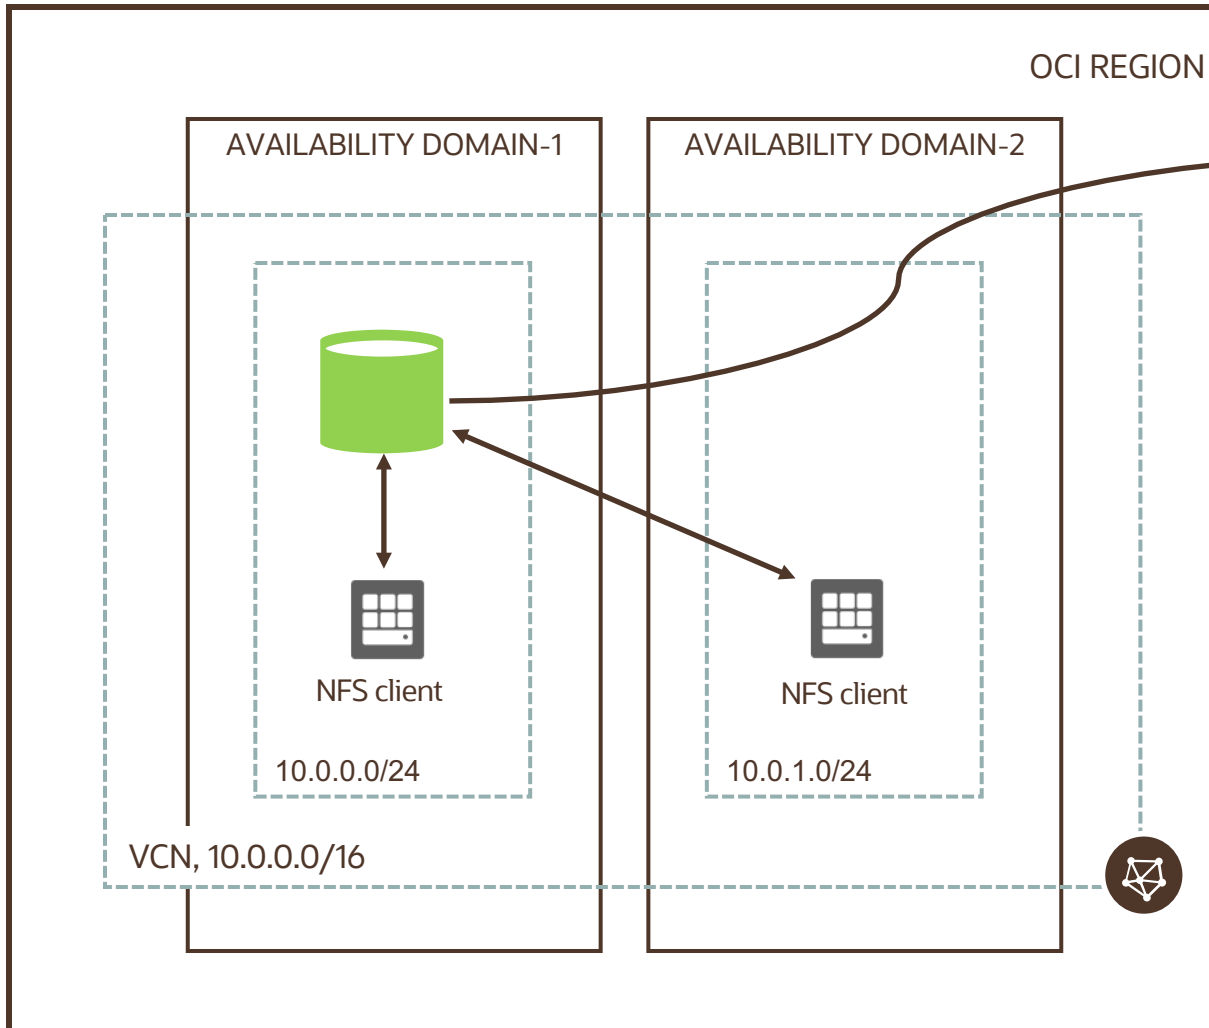 OCI REGION
AVAILABILITY DOMAIN-1
AVAILABILITY DOMAIN-2
NFS client
NFS client
10.0.0.0/24
10.0.1.0/24
VCN, 10.0.0.0/16